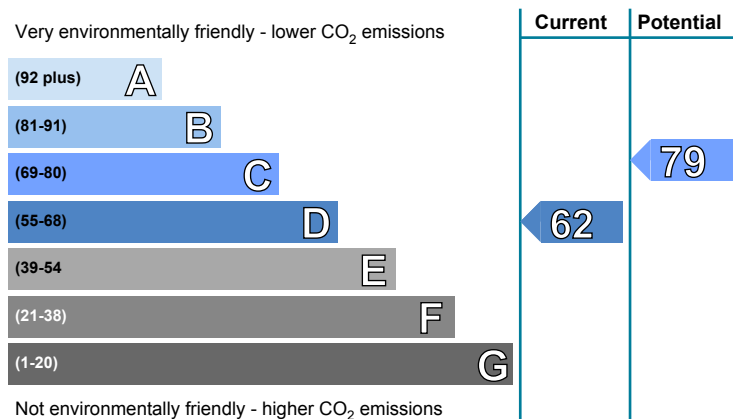 Current Potential
Very environmentally friendly - lower CO2 emissions
(92 plus) A
(81-91) B
(69-80) C
79
(55-68) D
62
(39-54 E
(21-38) F
(1-20) G
Not environmentally friendly - higher CO2 emissions